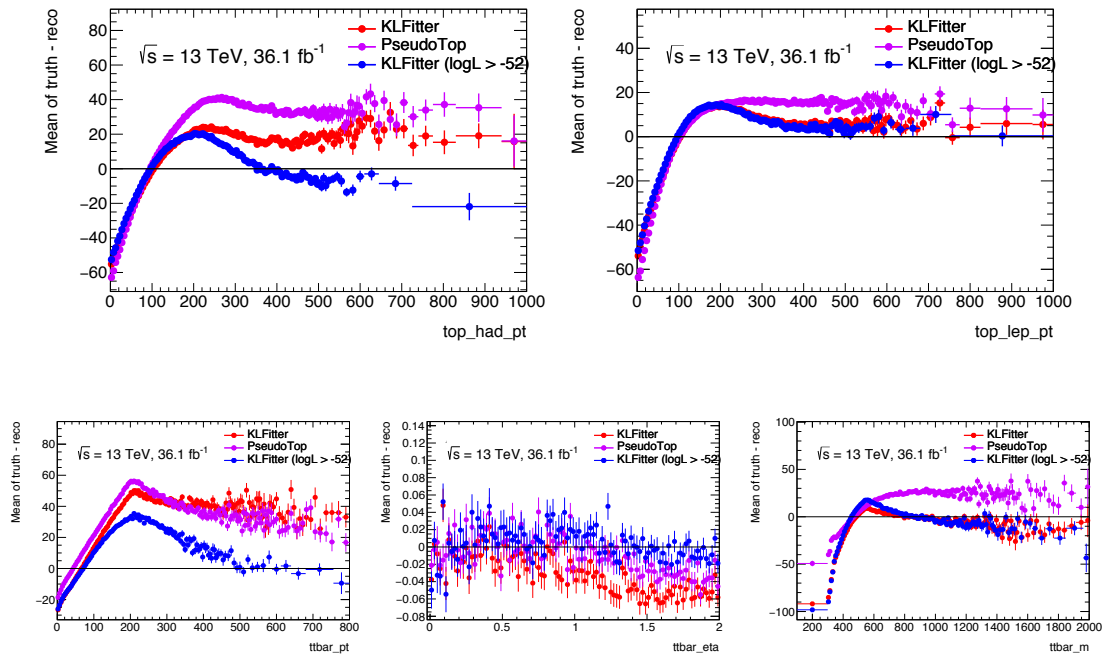 Mean of truth - reco
80
60
40
20
0
−20
−40
−60
0 100 200 300 400 500 600 700 800 900 1000
top_had_pt
√s = 13 TeV, 36.1 fb⁻¹
KLFitter
PseudoTop
KLFitter (logL > -52)
Mean of truth - reco
40
20
0
−20
−40
−60
0 100 200 300 400 500 600 700 800 900 1000
top_lep_pt
√s = 13 TeV, 36.1 fb⁻¹
KLFitter
PseudoTop
KLFitter (logL > -52)
Mean of truth - reco
80
60
40
20
0
−20
0 100 200 300 400 500 600 700 800
ttbar_pt
√s = 13 TeV, 36.1 fb⁻¹
KLFitter
PseudoTop
KLFitter (logL > -52)
Mean of truth - reco
0.14
0.12
0.1
0.08
0.06
0.04
0.02
0
−0.02
−0.04
−0.06
−0.08
0 0.5 1 1.5 2
ttbar_eta
√s = 13 TeV, 36.1 fb⁻¹
KLFitter
PseudoTop
KLFitter (logL > -52)
Mean of truth - reco
100
50
0
−50
−100
200 400 600 800 1000 1200 1400 1600 1800 2000
ttbar_m
√s = 13 TeV, 36.1 fb⁻¹
KLFitter
PseudoTop
KLFitter (logL > -52)